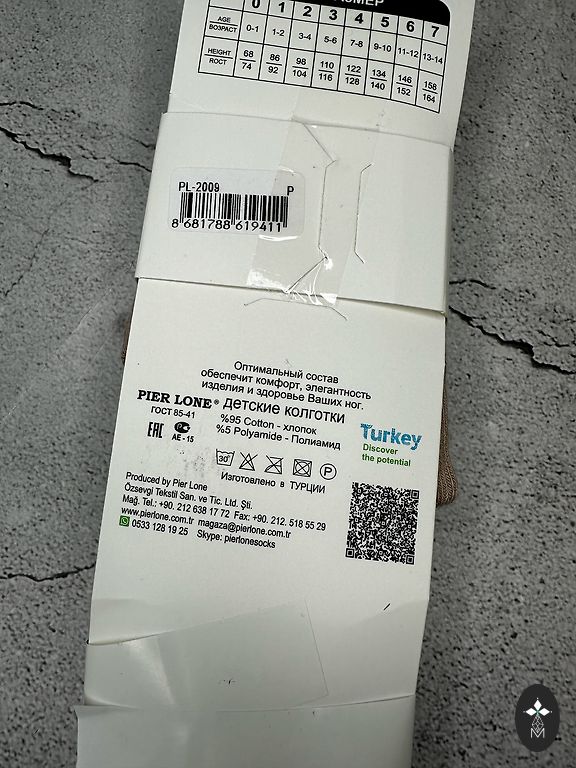 РАЗМЕР
0 1 2 3 4 5 6 7
AGE ВОЗРАСТ 0-1 1-2 3-4 5-6 7-8 9-10 11-12 13-14
HEIGHT РОСТ 68/74 86/92 98/104 110/116 122/128 134/140 146/152 158/164
PL-2009 P
8 681788 619411
Оптимальный состав
обеспечит комфорт, элегантность
изделия и здоровье Ваших ног.
PIER LONE® детские колготки
ГОСТ 85-41
%95 Cotton - хлопок
%5 Polyamide - Полиамид
EAC AE - 15
Turkey
Discover
the potential
30° P
Изготовлено в ТУРЦИИ
Produced by Pier Lone
Özsevgi Tekstil San. ve Tic. Ltd. Şti.
Mağ. Tel.: +90. 212 638 17 72 Fax: +90. 212. 518 55 29
www.pierlone.com.tr magaza@pierlone.com.tr
0533 128 19 25 Skype: pierlonesocks
M